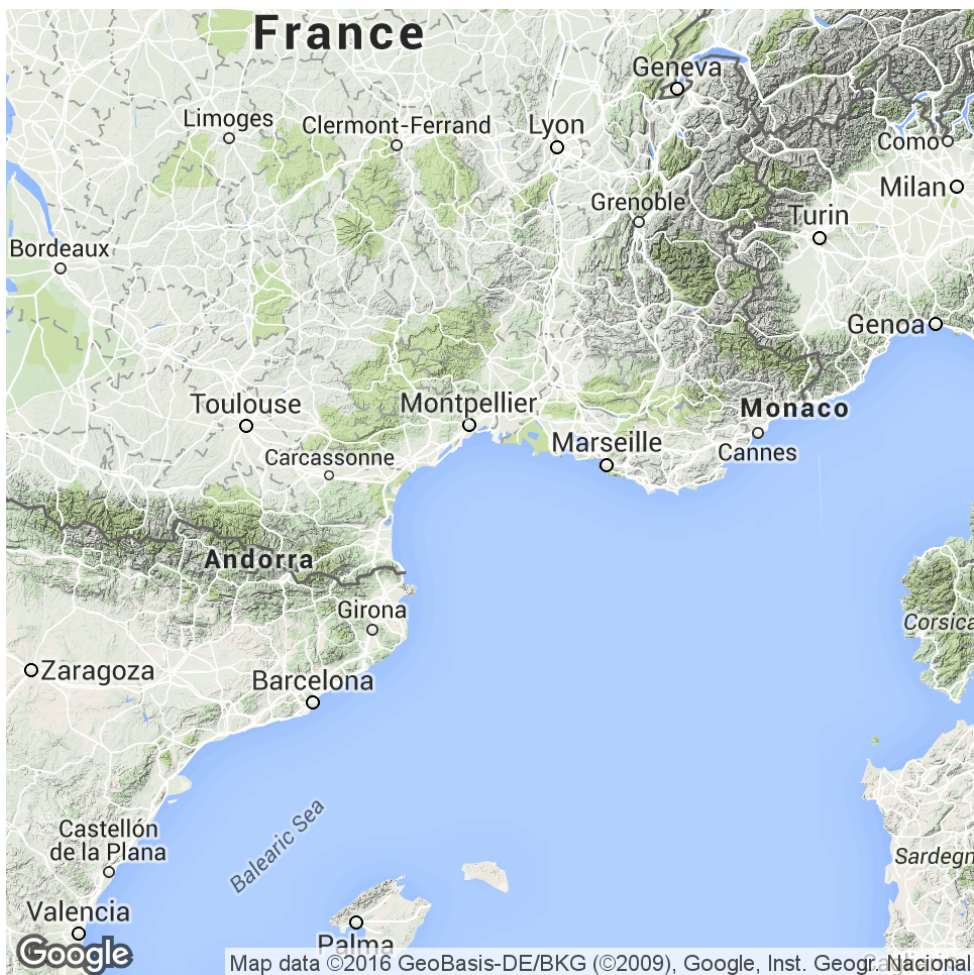 France
Geneva
Limoges
Clermont-Ferrand
Lyon
Como
Milan
Grenoble
Turin
Bordeaux
Genoa
Toulouse
Montpellier
Monaco
Marseille
Cannes
Carcassonne
Andorra
Girona
Corsica
Zaragoza
Barcelona
Balearic Sea
Castellón
de la Plana
Sardegn
Valencia
Palma
Google
Map data ©2016 GeoBasis-DE/BKG (©2009), Google, Inst. Geogr. Nacional